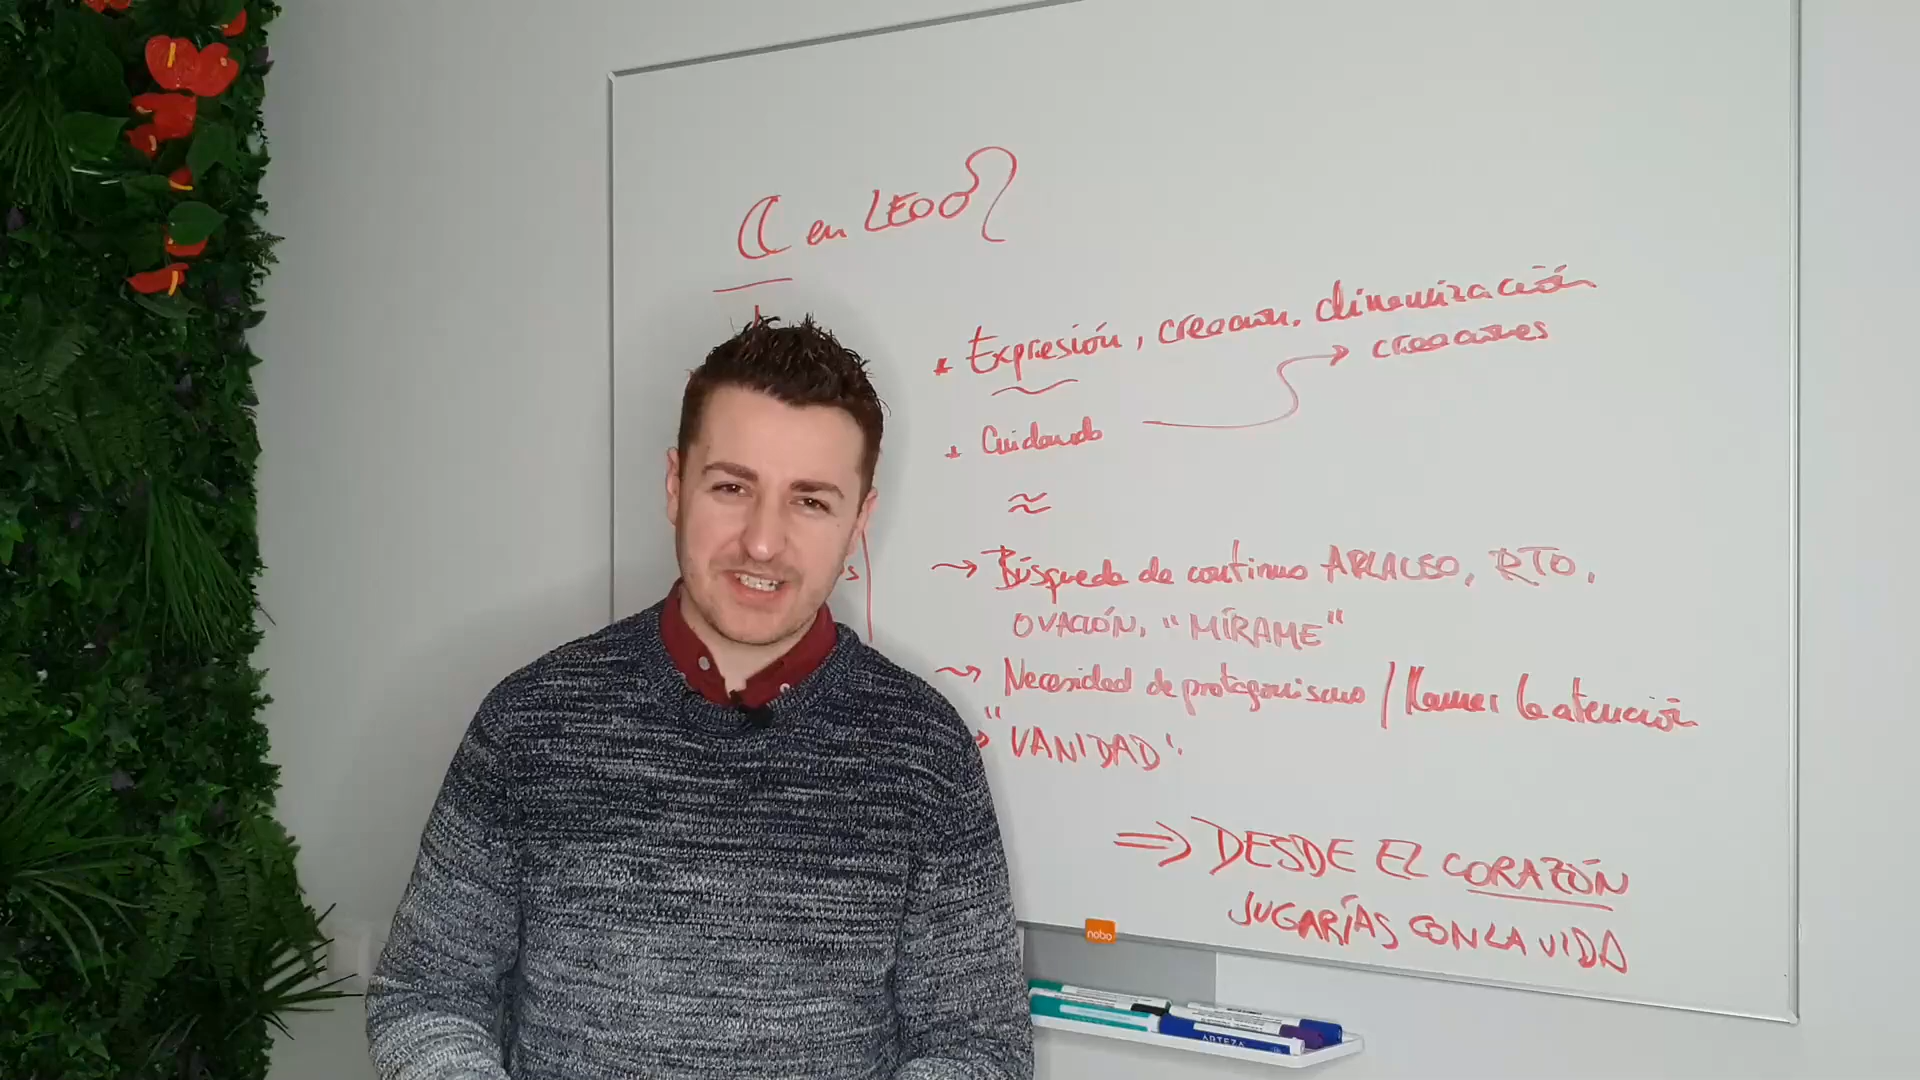 en LEO
* Expresión, creación, dinamización
creaciones
* Cuidando
≈
→ Búsqueda de continuo APLAUSO, RTO,
OVACIÓN, "MÍRAME"
→ Necesidad de protagonismo / llamar la atención
→ "VANIDAD"
⇒ DESDE EL CORAZÓN
JUGARÍAS CON LA VIDA
nobo
ARTEZA